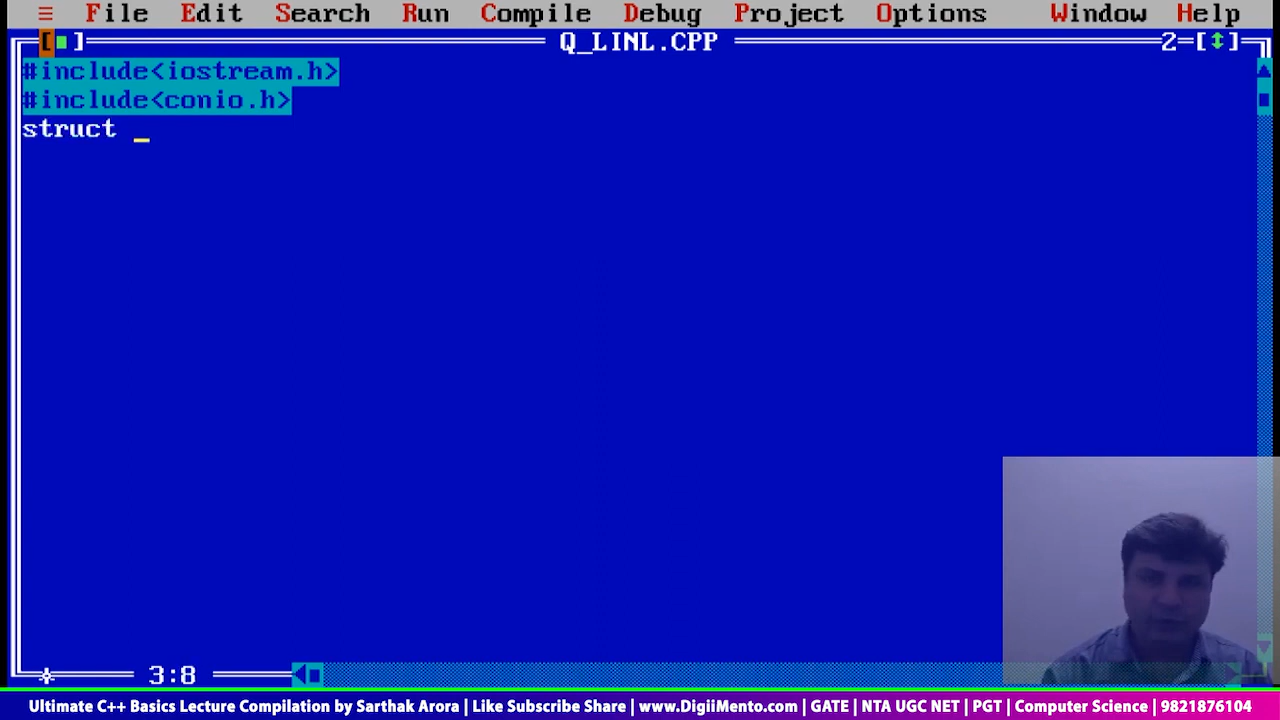 ≡ File Edit Search Run Compile Debug Project Options Window Help
[■] Q_LINL.CPP 2=[↕]
#include<iostream.h>
#include<conio.h>
struct _
3:8
Ultimate C++ Basics Lecture Compilation by Sarthak Arora | Like Subscribe Share | www.DigiiMento.com | GATE | NTA UGC NET | PGT | Computer Science | 9821876104